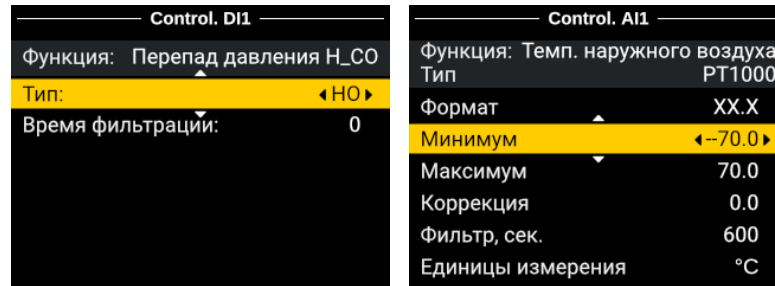 Control. DI1
Функция: Перепад давления Н_СО
Тип: НО
Время фильтрации: 0
Control. AI1
Функция: Темп. наружного воздуха
Тип PT1000
Формат XX.X
Минимум --70.0
Максимум 70.0
Коррекция 0.0
Фильтр, сек. 600
Единицы измерения °C